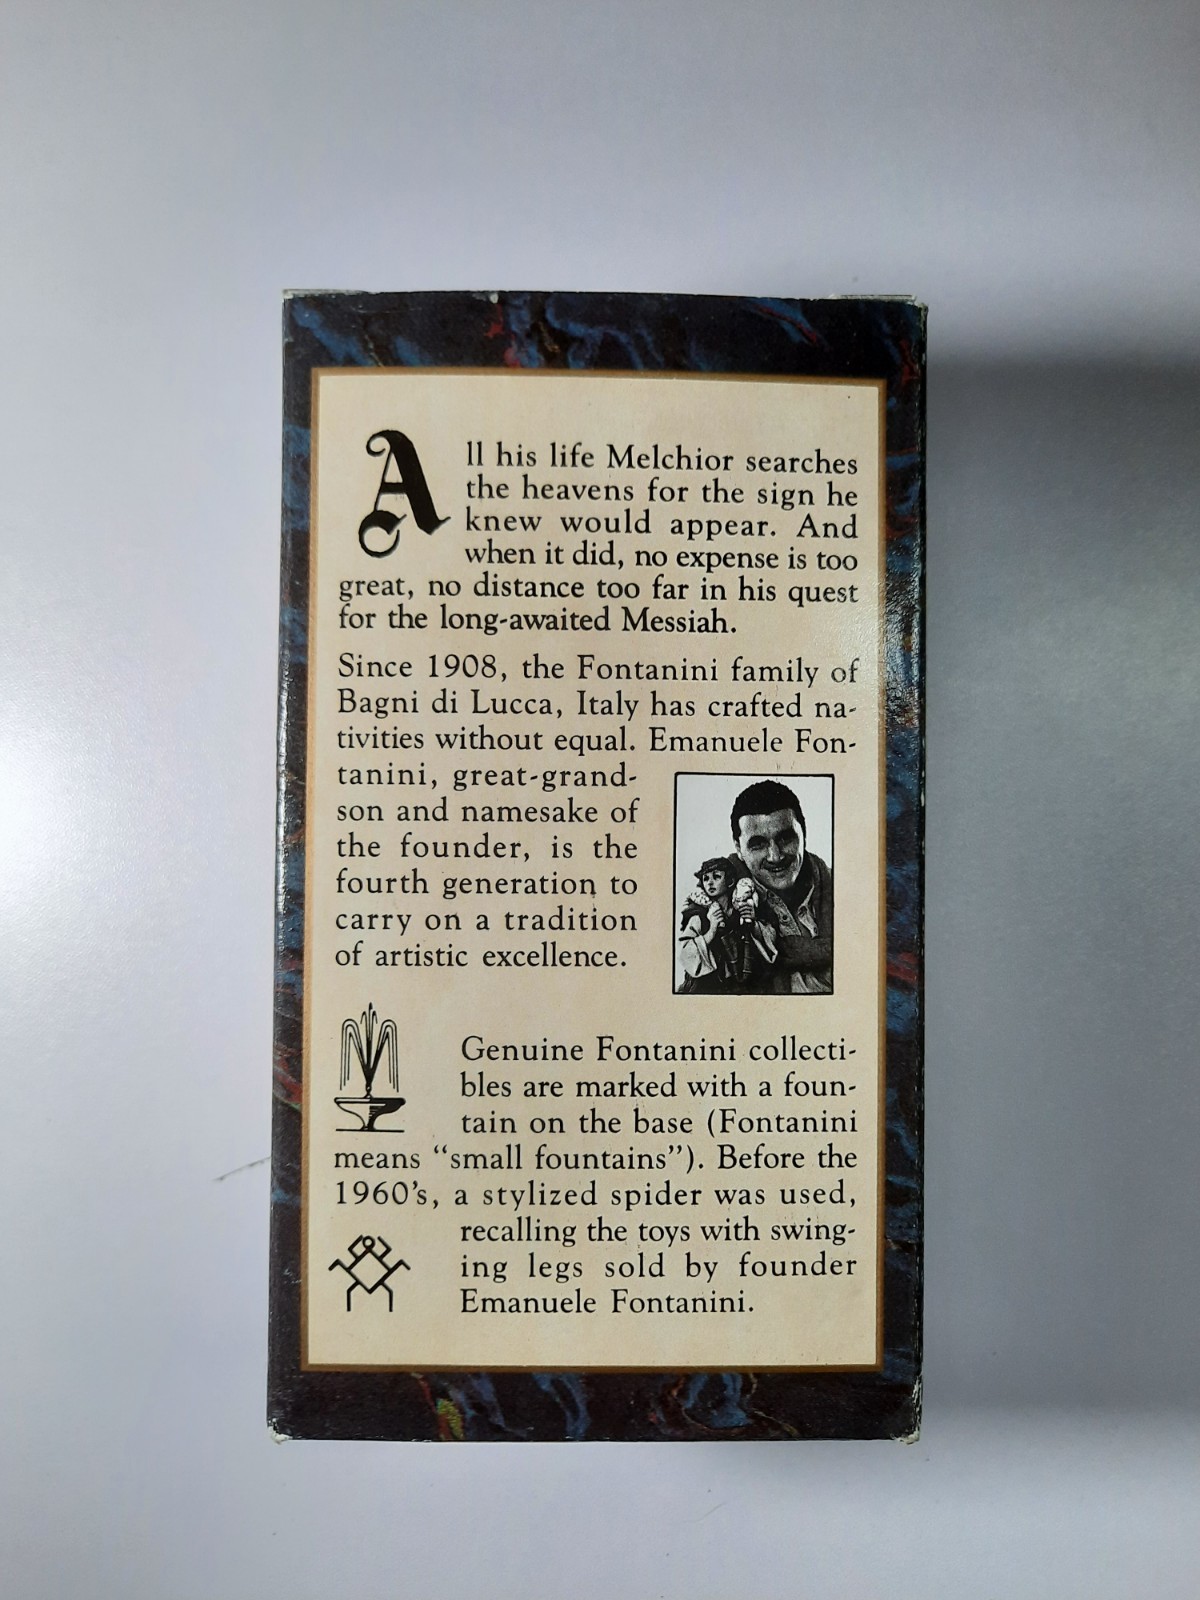 All his life Melchior searches
the heavens for the sign he
knew would appear. And
when it did, no expense is too
great, no distance too far in his quest
for the long-awaited Messiah.
Since 1908, the Fontanini family of
Bagni di Lucca, Italy has crafted na-
tivities without equal. Emanuele Fon-
tanini, great-grand-
son and namesake of
the founder, is the
fourth generation to
carry on a tradition
of artistic excellence.
Genuine Fontanini collecti-
bles are marked with a foun-
tain on the base (Fontanini
means “small fountains”). Before the
1960’s, a stylized spider was used,
recalling the toys with swing-
ing legs sold by founder
Emanuele Fontanini.